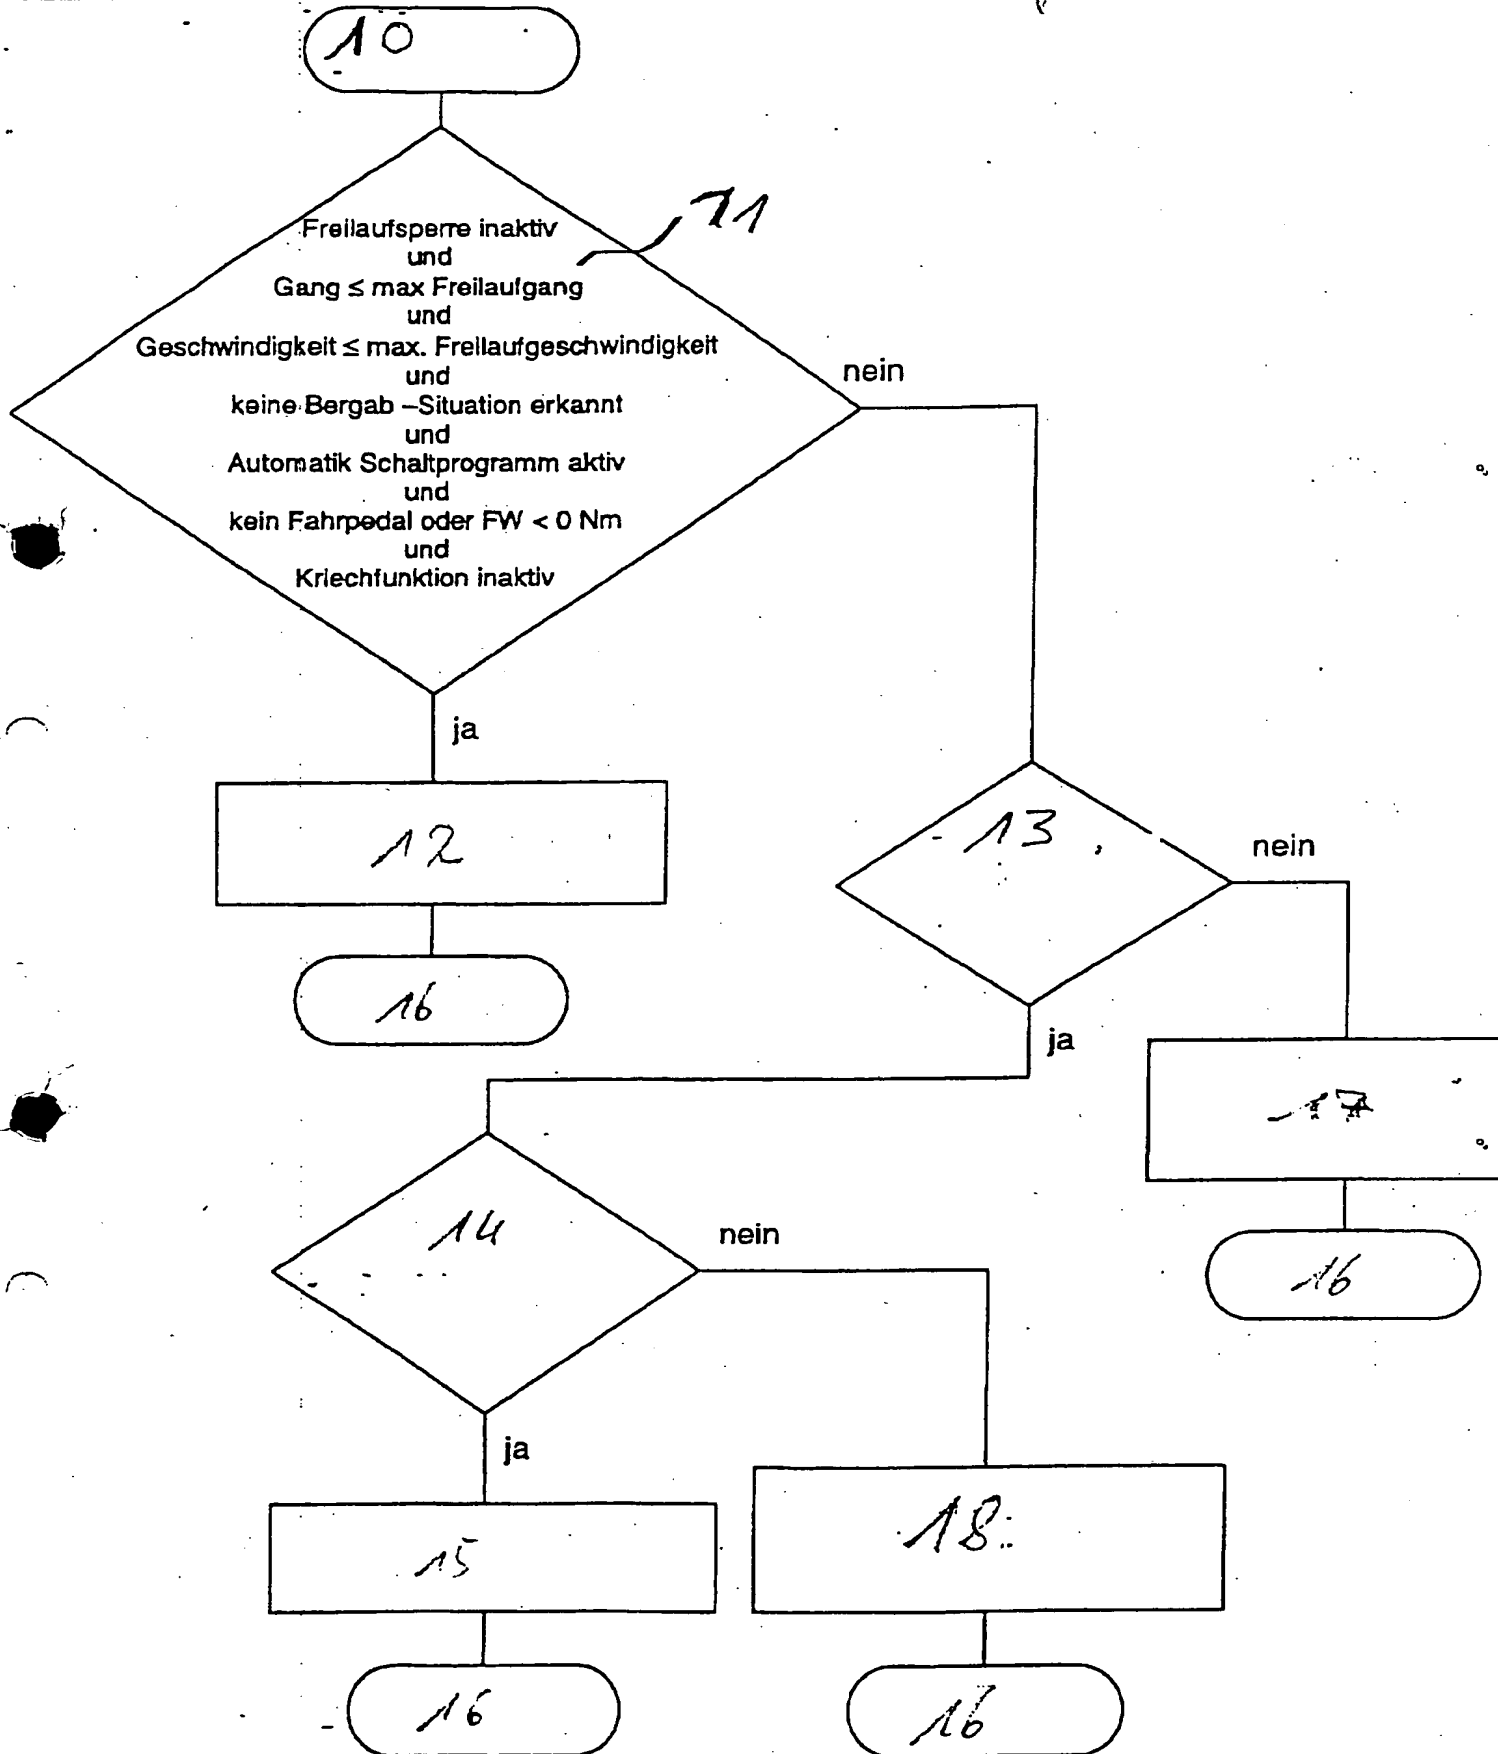 10
11
Freilaufsperre inaktiv
und
Gang ≤ max Freilaufgang
und
Geschwindigkeit ≤ max. Freilaufgeschwindigkeit
und
keine Bergab –Situation erkannt
und
Automatik Schaltprogramm aktiv
und
kein Fahrpedal oder FW < 0 Nm
und
Kriechfunktion inaktiv
nein
ja
12
13
nein
16
ja
17
14
nein
16
ja
18
15
16
16